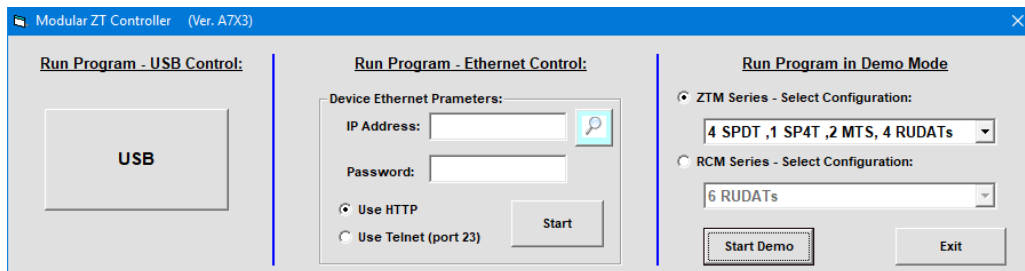 Modular ZT Controller (Ver. A7X3)
Run Program - USB Control:
USB
Run Program - Ethernet Control:
Device Ethernet Prameters:
IP Address:
Password:
Use HTTP
Use Telnet (port 23)
Start
Run Program in Demo Mode
ZTM Series - Select Configuration:
4 SPDT ,1 SP4T ,2 MTS, 4 RUDATs
RCM Series - Select Configuration:
6 RUDATs
Start Demo
Exit